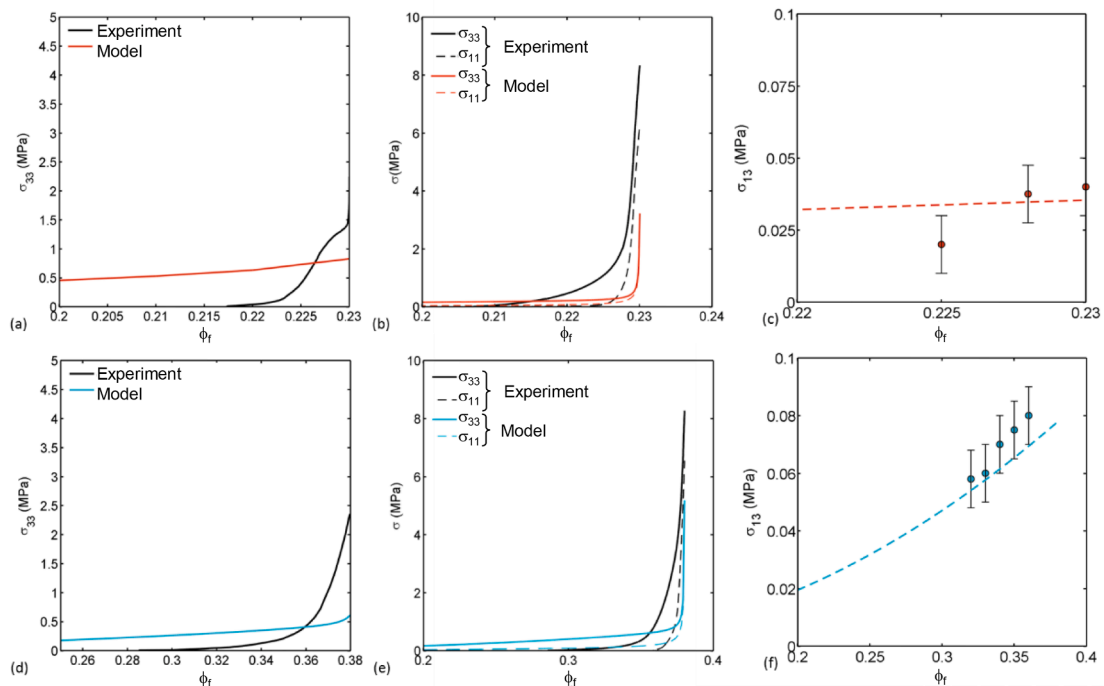 5
4.5
4
3.5
3
2.5
2
1.5
1
0.5
0
σ33 (MPa)
Experiment
Model
0.2 0.205 0.21 0.215 0.22 0.225 0.23
ϕf
(a)
10
8
6
4
2
0
σ(MPa)
σ33
σ11
Experiment
σ33
σ11
Model
0.2 0.21 0.22 0.23 0.24
ϕf
(b)
0.1
0.075
0.050
0.025
0
σ13 (MPa)
0.22 0.225 0.23
ϕf
(c)
5
4.5
4
3.5
3
2.5
2
1.5
1
0.5
0
σ33 (MPa)
Experiment
Model
0.26 0.28 0.3 0.32 0.34 0.36 0.38
ϕf
(d)
10
8
6
4
2
0
σ (MPa)
σ33
σ11
Experiment
σ33
σ11
Model
0.2 0.3 0.4
ϕf
(e)
0.1
0.08
0.06
0.04
0.02
0
σ13 (MPa)
0.2 0.25 0.3 0.35 0.4
ϕf
(f)